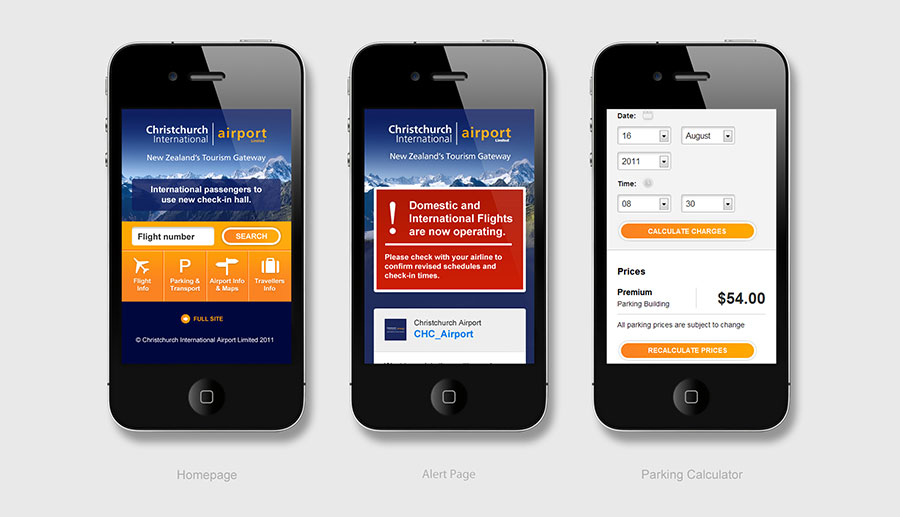 Christchurch
International
airport
Limited
New Zealand's Tourism Gateway
International passengers to
use new check-in hall.
Flight number
SEARCH
Flight
Info
Parking &
Transport
Airport Info
& Maps
Travellers
Info
FULL SITE
© Christchurch International Airport Limited 2011
Homepage
Christchurch
International
airport
Limited
New Zealand's Tourism Gateway
!
Domestic and
International Flights
are now operating.
Please check with your airline to
confirm revised schedules and
check-in times.
Christchurch Airport
CHC_Airport
Alert Page
Date:
16
August
2011
Time:
08
30
CALCULATE CHARGES
Prices
Premium
Parking Building
$54.00
All parking prices are subject to change
RECALCULATE PRICES
Parking Calculator